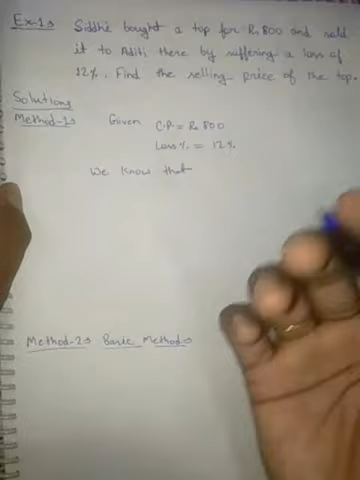 Ex-1:
Siddhi bought a top for Rs 800 and sold
it to Aditi there by suffering a loss of
12%. Find the selling price of the top.
Solution:
Method-1: Given C.P. = Rs 800
Loss% = 12%
We know that
Method-2: Basic Method: